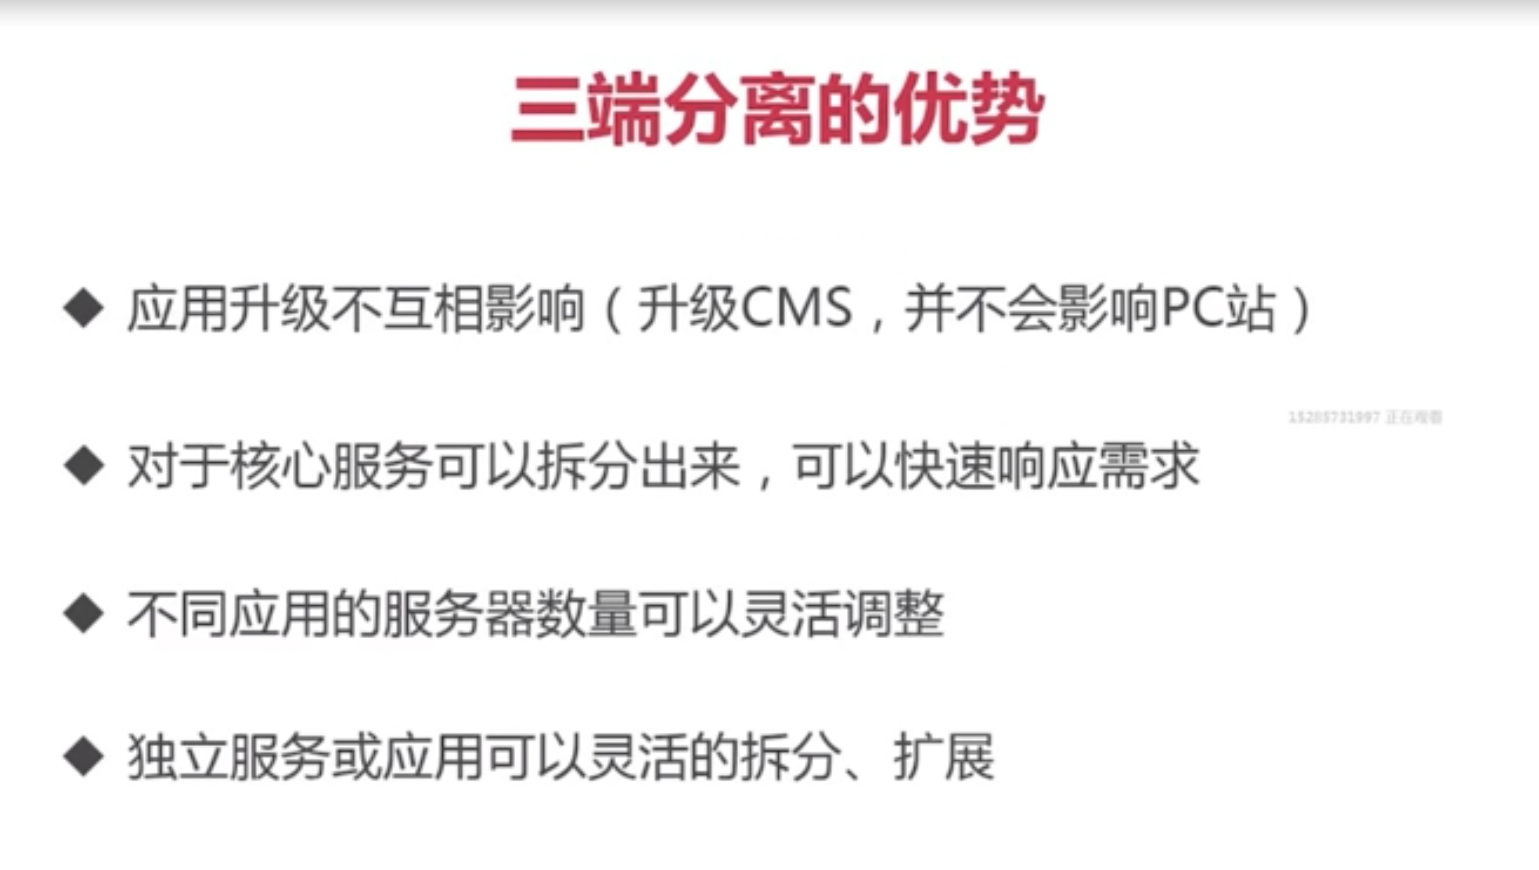 三端分离的优势
◆ 应用升级不互相影响（升级CMS，并不会影响PC站）
正在观看
◆ 对于核心服务可以拆分出来，可以快速响应需求
◆ 不同应用的服务器数量可以灵活调整
◆ 独立服务或应用可以灵活的拆分、扩展